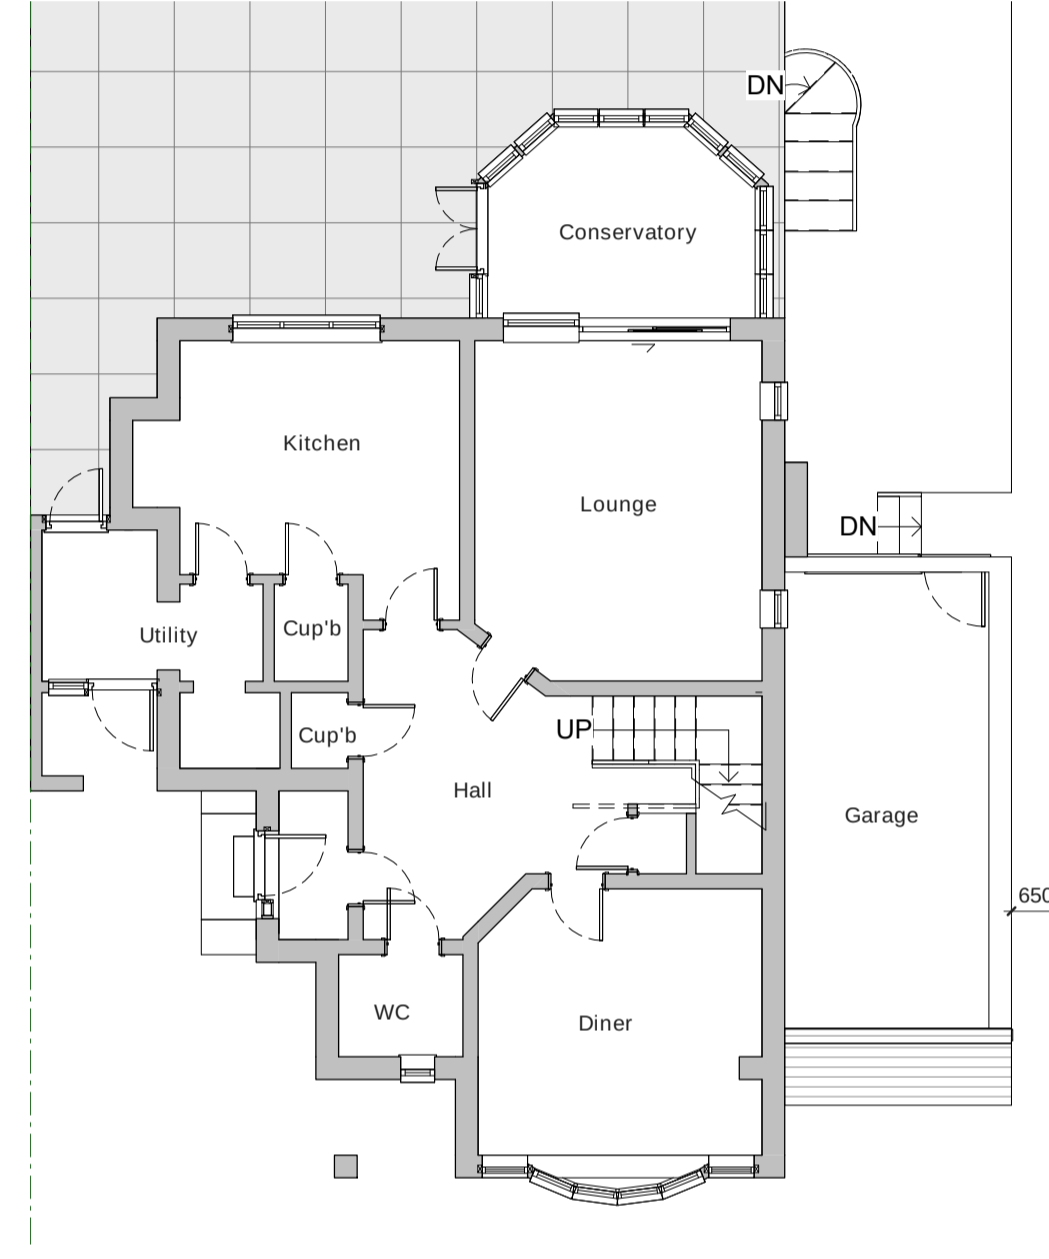 DN
Conservatory
Kitchen
Lounge
DN
Cup'b
Utility
UP
Cup'b
Hall
Garage
650
WC
Diner